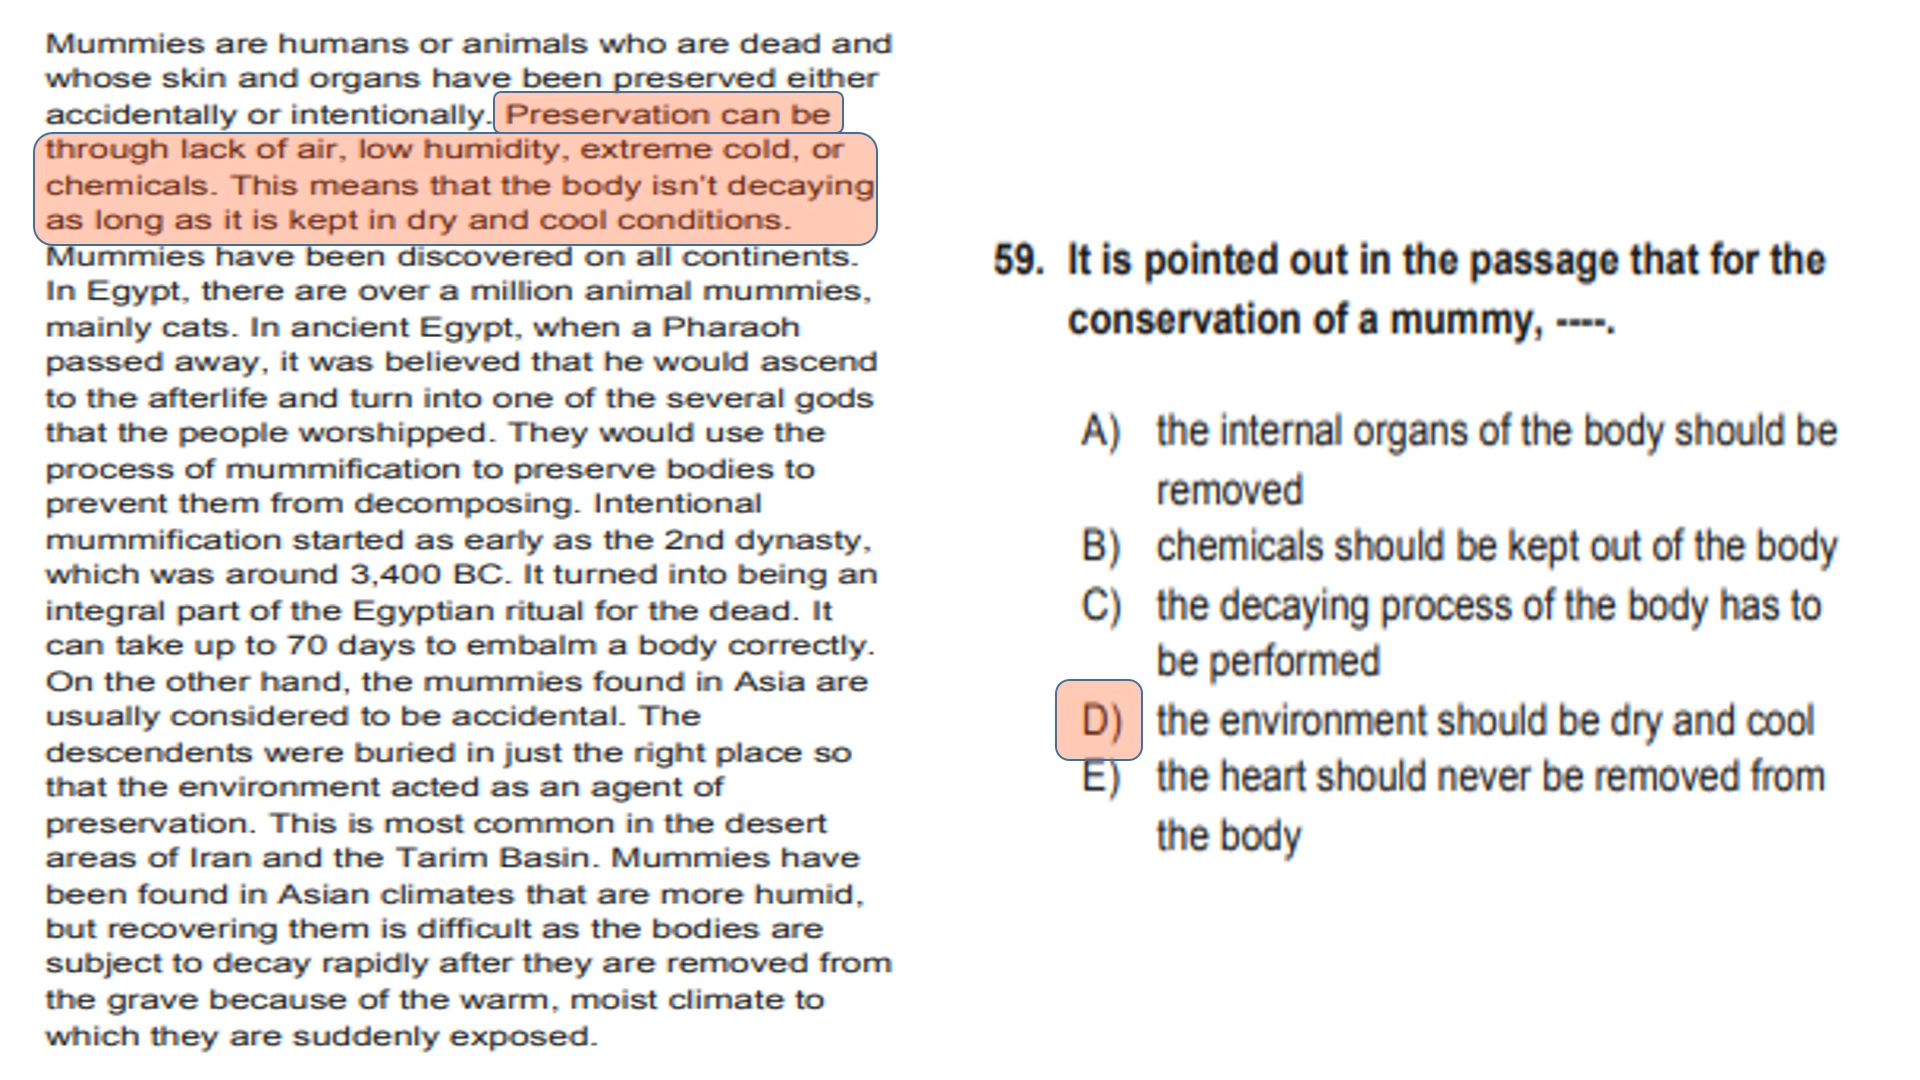 Mummies are humans or animals who are dead and
whose skin and organs have been preserved either
accidentally or intentionally. Preservation can be
through lack of air, low humidity, extreme cold, or
chemicals. This means that the body isn't decaying
as long as it is kept in dry and cool conditions.
Mummies have been discovered on all continents.
In Egypt, there are over a million animal mummies,
mainly cats. In ancient Egypt, when a Pharaoh
passed away, it was believed that he would ascend
to the afterlife and turn into one of the several gods
that the people worshipped. They would use the
process of mummification to preserve bodies to
prevent them from decomposing. Intentional
mummification started as early as the 2nd dynasty,
which was around 3,400 BC. It turned into being an
integral part of the Egyptian ritual for the dead. It
can take up to 70 days to embalm a body correctly.
On the other hand, the mummies found in Asia are
usually considered to be accidental. The
descendents were buried in just the right place so
that the environment acted as an agent of
preservation. This is most common in the desert
areas of Iran and the Tarim Basin. Mummies have
been found in Asian climates that are more humid,
but recovering them is difficult as the bodies are
subject to decay rapidly after they are removed from
the grave because of the warm, moist climate to
which they are suddenly exposed.
59. It is pointed out in the passage that for the
conservation of a mummy, ----.
A) the internal organs of the body should be
removed
B) chemicals should be kept out of the body
C) the decaying process of the body has to
be performed
D) the environment should be dry and cool
E) the heart should never be removed from
the body